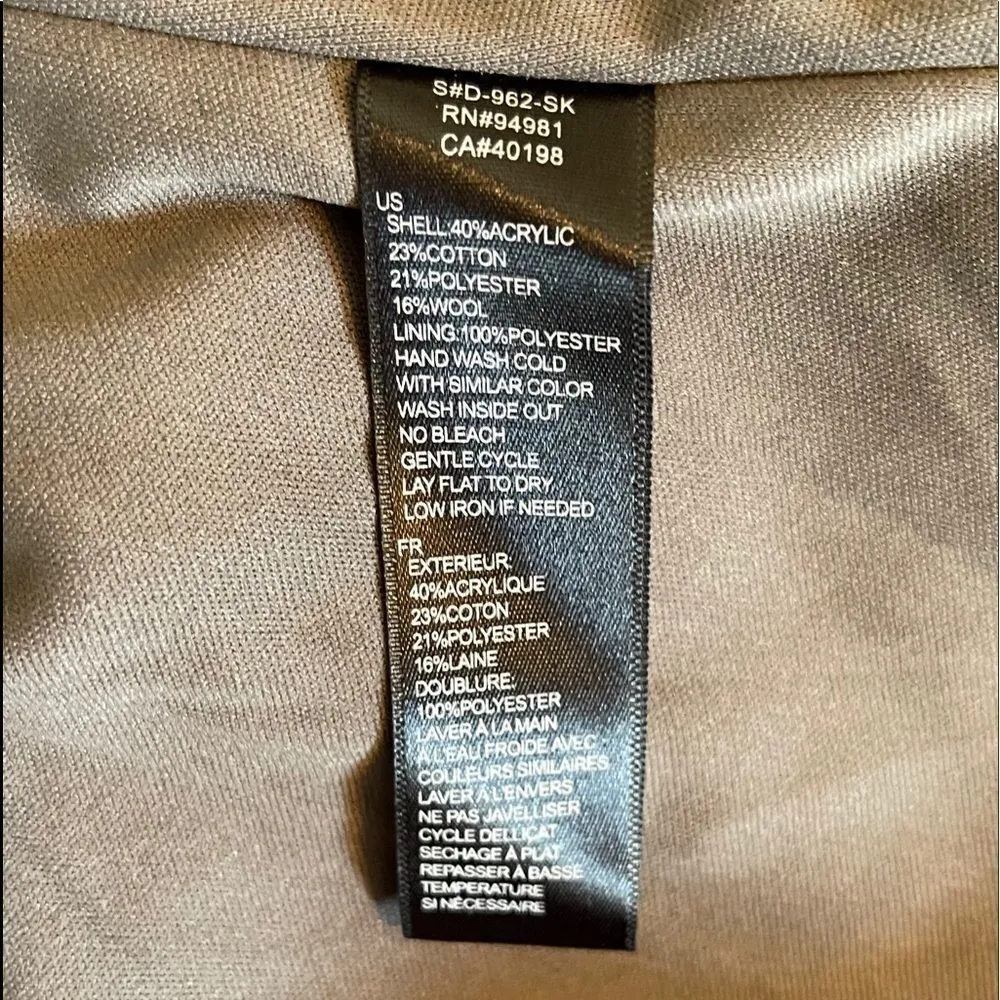 S#D-962-SK
RN#94981
CA#40198
US
SHELL:40%ACRYLIC
23%COTTON
21%POLYESTER
16%WOOL
LINING:100%POLYESTER
HAND WASH COLD
WITH SIMILAR COLOR
WASH INSIDE OUT
NO BLEACH
GENTLE CYCLE
LAY FLAT TO DRY
LOW IRON IF NEEDED
FR
EXTERIEUR:
40%ACRYLIQUE
23%COTON
21%POLYESTER
16%LAINE
DOUBLURE:
100%POLYESTER
LAVER À LA MAIN
À L'EAU FROIDE AVEC
COULEURS SIMILAIRES
LAVER À L'ENVERS
NE PAS JAVELLISER
CYCLE DELLICAT
SECHAGE À PLAT
REPASSER À BASSE
TEMPERATURE
SI NÉCESSAIRE